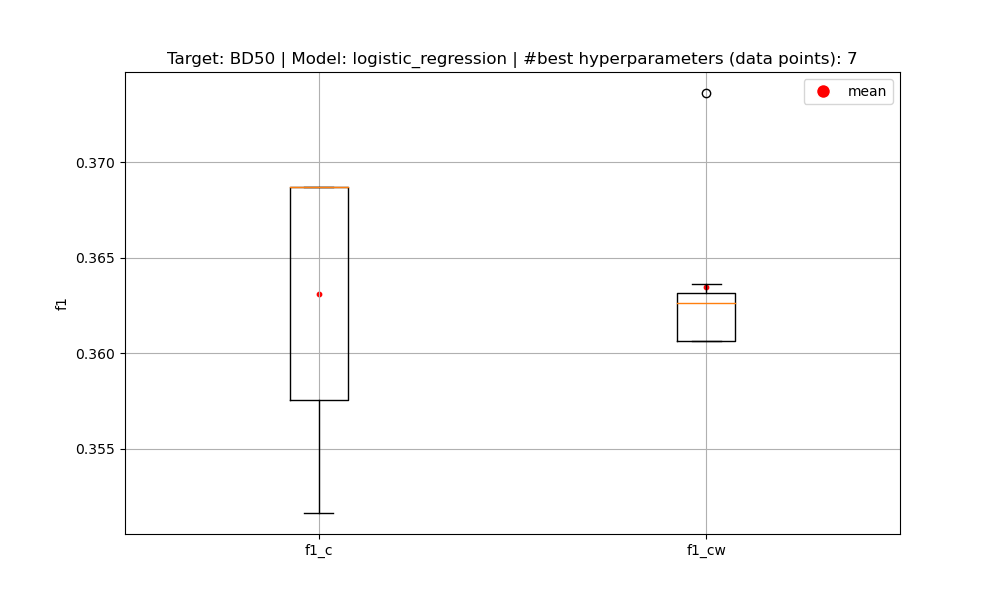 Target: BD50 | Model: logistic_regression | #best hyperparameters (data points): 7
mean
0.370
0.365
0.360
0.355
f1
f1_c
f1_cw